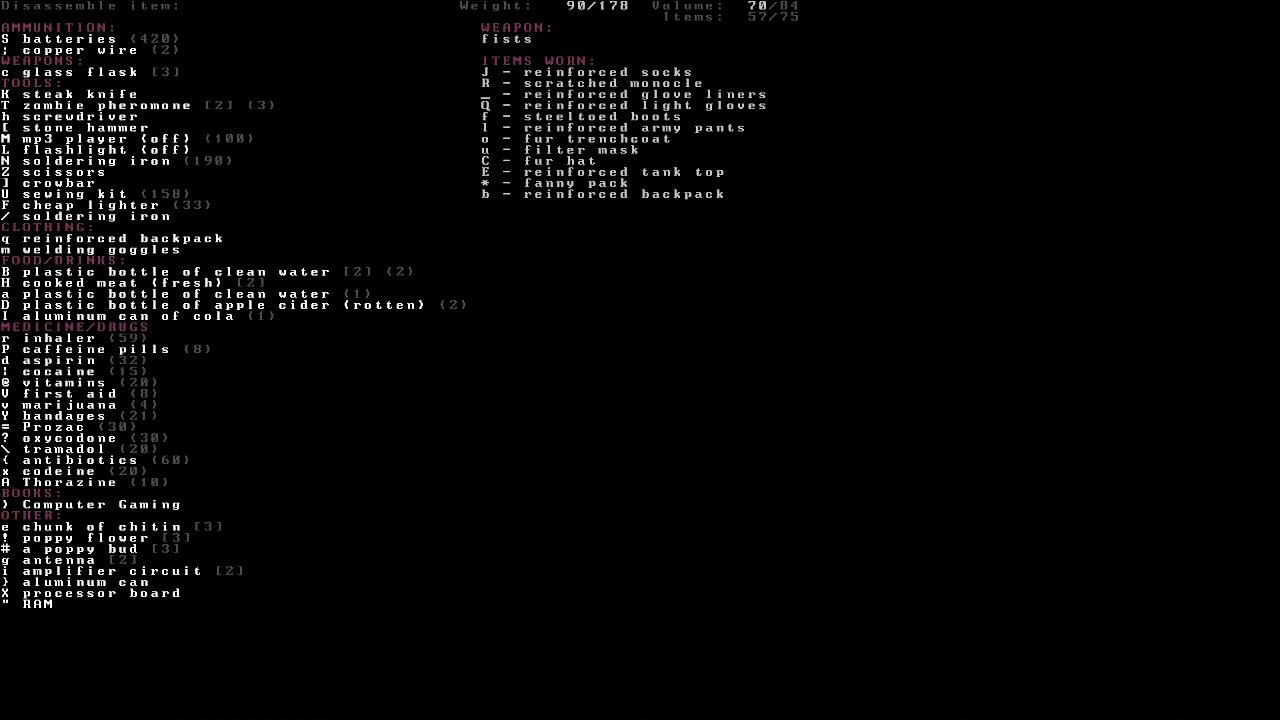 Disassemble item: Weight: 90/178 Volume: 70/84
Items: 57/75
AMMUNITION:
S batteries (420)
; copper wire (2)
WEAPONS:
c glass flask [3]
TOOLS:
K steak knife
T zombie pheromone [2] (3)
h screwdriver
[ stone hammer
M mp3 player (off) (100)
L flashlight (off)
N soldering iron (190)
Z scissors
] crowbar
U sewing kit (158)
F cheap lighter (33)
/ soldering iron
CLOTHING:
q reinforced backpack
m welding goggles
FOOD/DRINKS:
B plastic bottle of clean water [2] (2)
H cooked meat (fresh) [2]
a plastic bottle of clean water (1)
D plastic bottle of apple cider (rotten) (2)
I aluminum can of cola (1)
MEDICINE/DRUGS
r inhaler (59)
P caffeine pills (8)
d aspirin (32)
¦ cocaine (15)
@ vitamins (20)
V first aid (8)
v marijuana (4)
Y bandages (21)
= Prozac (30)
? oxycodone (30)
\ tramadol (20)
{ antibiotics (60)
x codeine (20)
A Thorazine (10)
BOOKS:
) Computer Gaming
OTHER:
e chunk of chitin [3]
! poppy flower [3]
# a poppy bud [3]
g antenna [2]
i amplifier circuit [2]
} aluminum can
X processor board
" RAM
WEAPON:
fists
ITEMS WORN:
J - reinforced socks
R - scratched monocle
_ - reinforced glove liners
Q - reinforced light gloves
f - steeltoed boots
l - reinforced army pants
o - fur trenchcoat
u - filter mask
C - fur hat
E - reinforced tank top
* - fanny pack
b - reinforced backpack